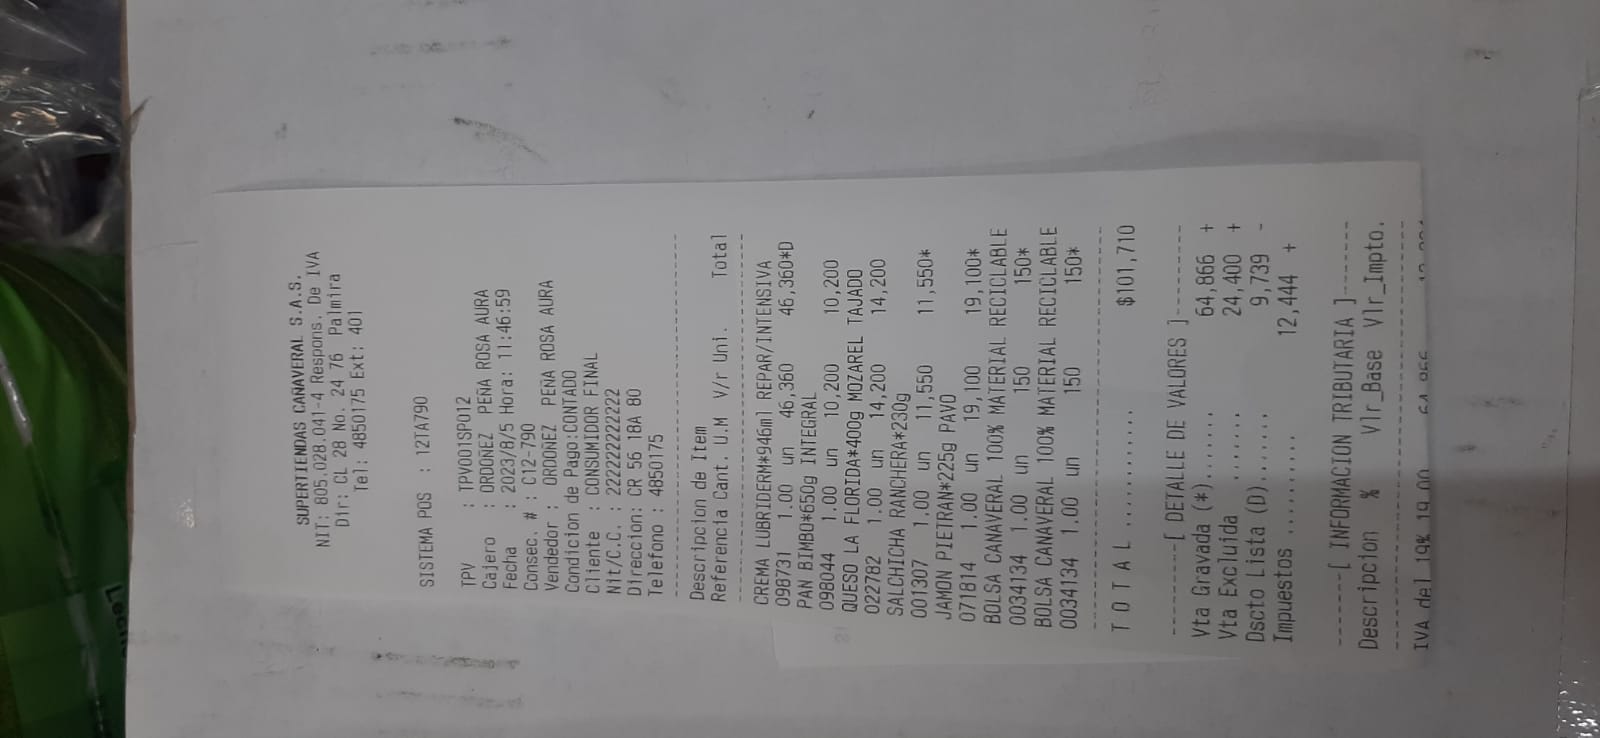 SUPERTIENDAS CAÑAVERAL S.A.S.
NIT: 805.028.041-4 Respons. De IVA
Dir: CL 28 No. 24 76 Palmira
Tel: 4850175 Ext: 401
SISTEMA POS : 12TA790
TPV : TPV001SP012
Cajero : ORDOÑEZ PEÑA ROSA AURA
Fecha : 2023/8/5 Hora: 11:46:59
Consec. # : C12-790
Vendedor : ORDOÑEZ PEÑA ROSA AURA
Condicion de Pago:CONTADO
Cliente : CONSUMIDOR FINAL
Nit/C.C. : 222222222222
Direccion: CR 56 18A 80
Telefono : 4850175
Descripcion de Item
Referencia Cant. U.M V/r Uni. Total
CREMA LUBRIDERM*946ml REPAR/INTENSIVA
098731 1.00 un 46,360 46,360*D
PAN BIMBO*650g INTEGRAL
098044 1.00 un 10,200 10,200
QUESO LA FLORIDA*400g MOZAREL TAJADO
022782 1.00 un 14,200 14,200
SALCHICHA RANCHERA*230g
001307 1.00 un 11,550 11,550*
JAMON PIETRAN*225g PAVO
071814 1.00 un 19,100 19,100*
BOLSA CANAVERAL 100% MATERIAL RECICLABLE
0034134 1.00 un 150 150*
BOLSA CANAVERAL 100% MATERIAL RECICLABLE
0034134 1.00 un 150 150*
T O T A L ........... $101,710
------[ DETALLE DE VALORES ]-------
Vta Gravada (*)....... 64,866 +
Vta Excluida ....... 24,400 +
Dscto Lista (D)....... 9,739 -
Impuestos .......... 12,444 +
------[ INFORMACION TRIBUTARIA ]------
Descripcion % Vlr_Base Vlr_Impto.
IVA del 19% 19.00